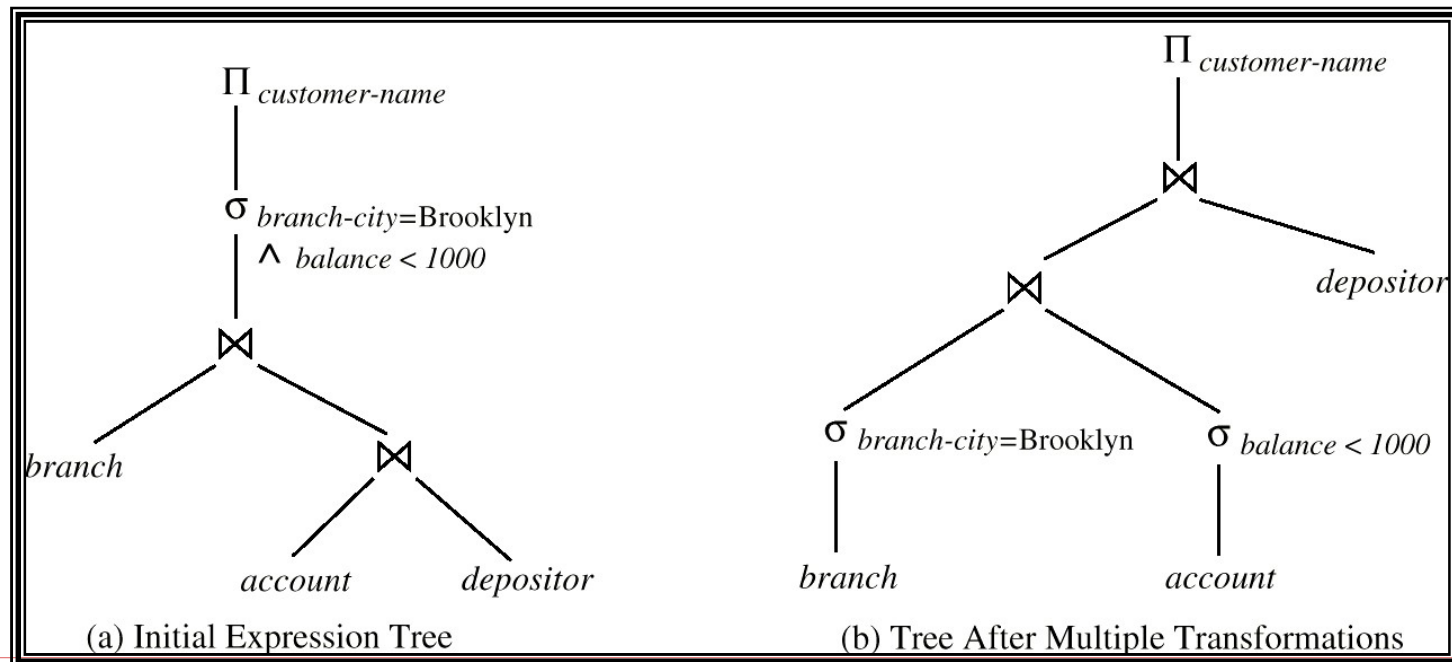 Π customer-name
σ branch-city=Brooklyn
∧ balance < 1000
⋈
branch
⋈
account depositor
(a) Initial Expression Tree
Π customer-name
⋈
depositor
⋈
σ branch-city=Brooklyn σ balance < 1000
branch account
(b) Tree After Multiple Transformations